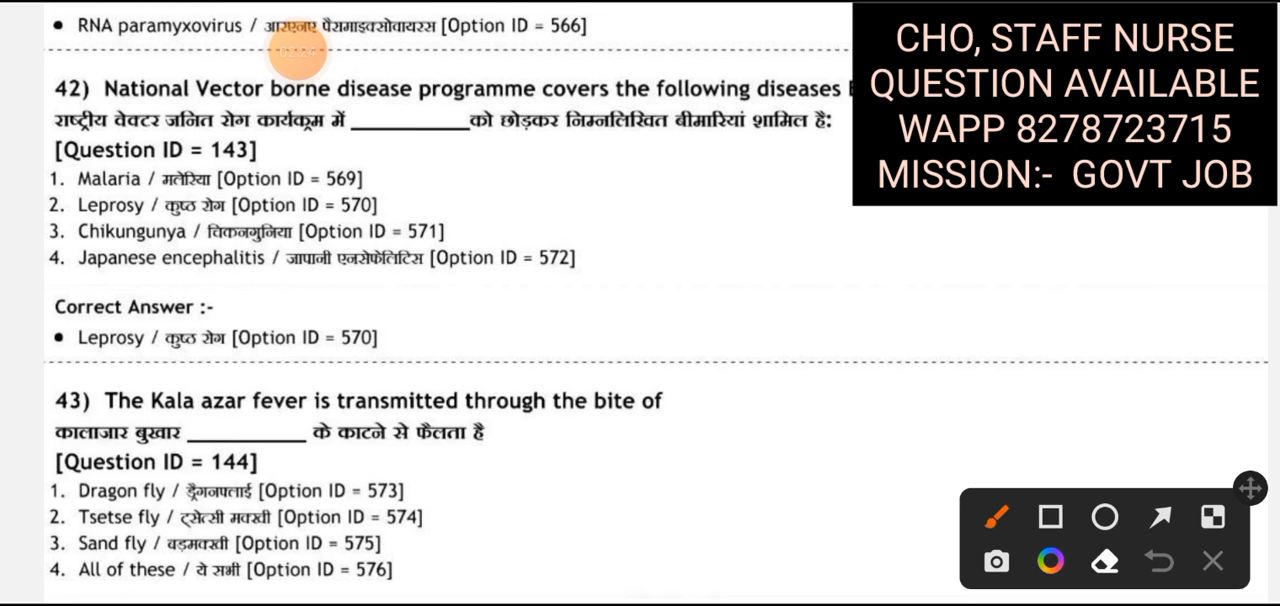 • RNA paramyxovirus / आरएनए पैरामाइक्सोवायरस [Option ID = 566]
42) National Vector borne disease programme covers the following diseases
राष्ट्रीय वेक्टर जनित रोग कार्यक्रम में __________को छोड़कर निम्नलिखित बीमारियां शामिल है:
[Question ID = 143]
1. Malaria / मलेरिया [Option ID = 569]
2. Leprosy / कुष्ठ रोग [Option ID = 570]
3. Chikungunya / चिकनगुनिया [Option ID = 571]
4. Japanese encephalitis / जापानी एनसेफेलिटिस [Option ID = 572]
Correct Answer :-
• Leprosy / कुष्ठ रोग [Option ID = 570]
43) The Kala azar fever is transmitted through the bite of
कालाजार बुखार __________ के काटने से फैलता है
[Question ID = 144]
1. Dragon fly / ड्रैगनफ्लाई [Option ID = 573]
2. Tsetse fly / ट्सेत्सी मक्खी [Option ID = 574]
3. Sand fly / बड़मक्खी [Option ID = 575]
4. All of these / ये सभी [Option ID = 576]
CHO, STAFF NURSE
QUESTION AVAILABLE
WAPP 8278723715
MISSION:- GOVT JOB